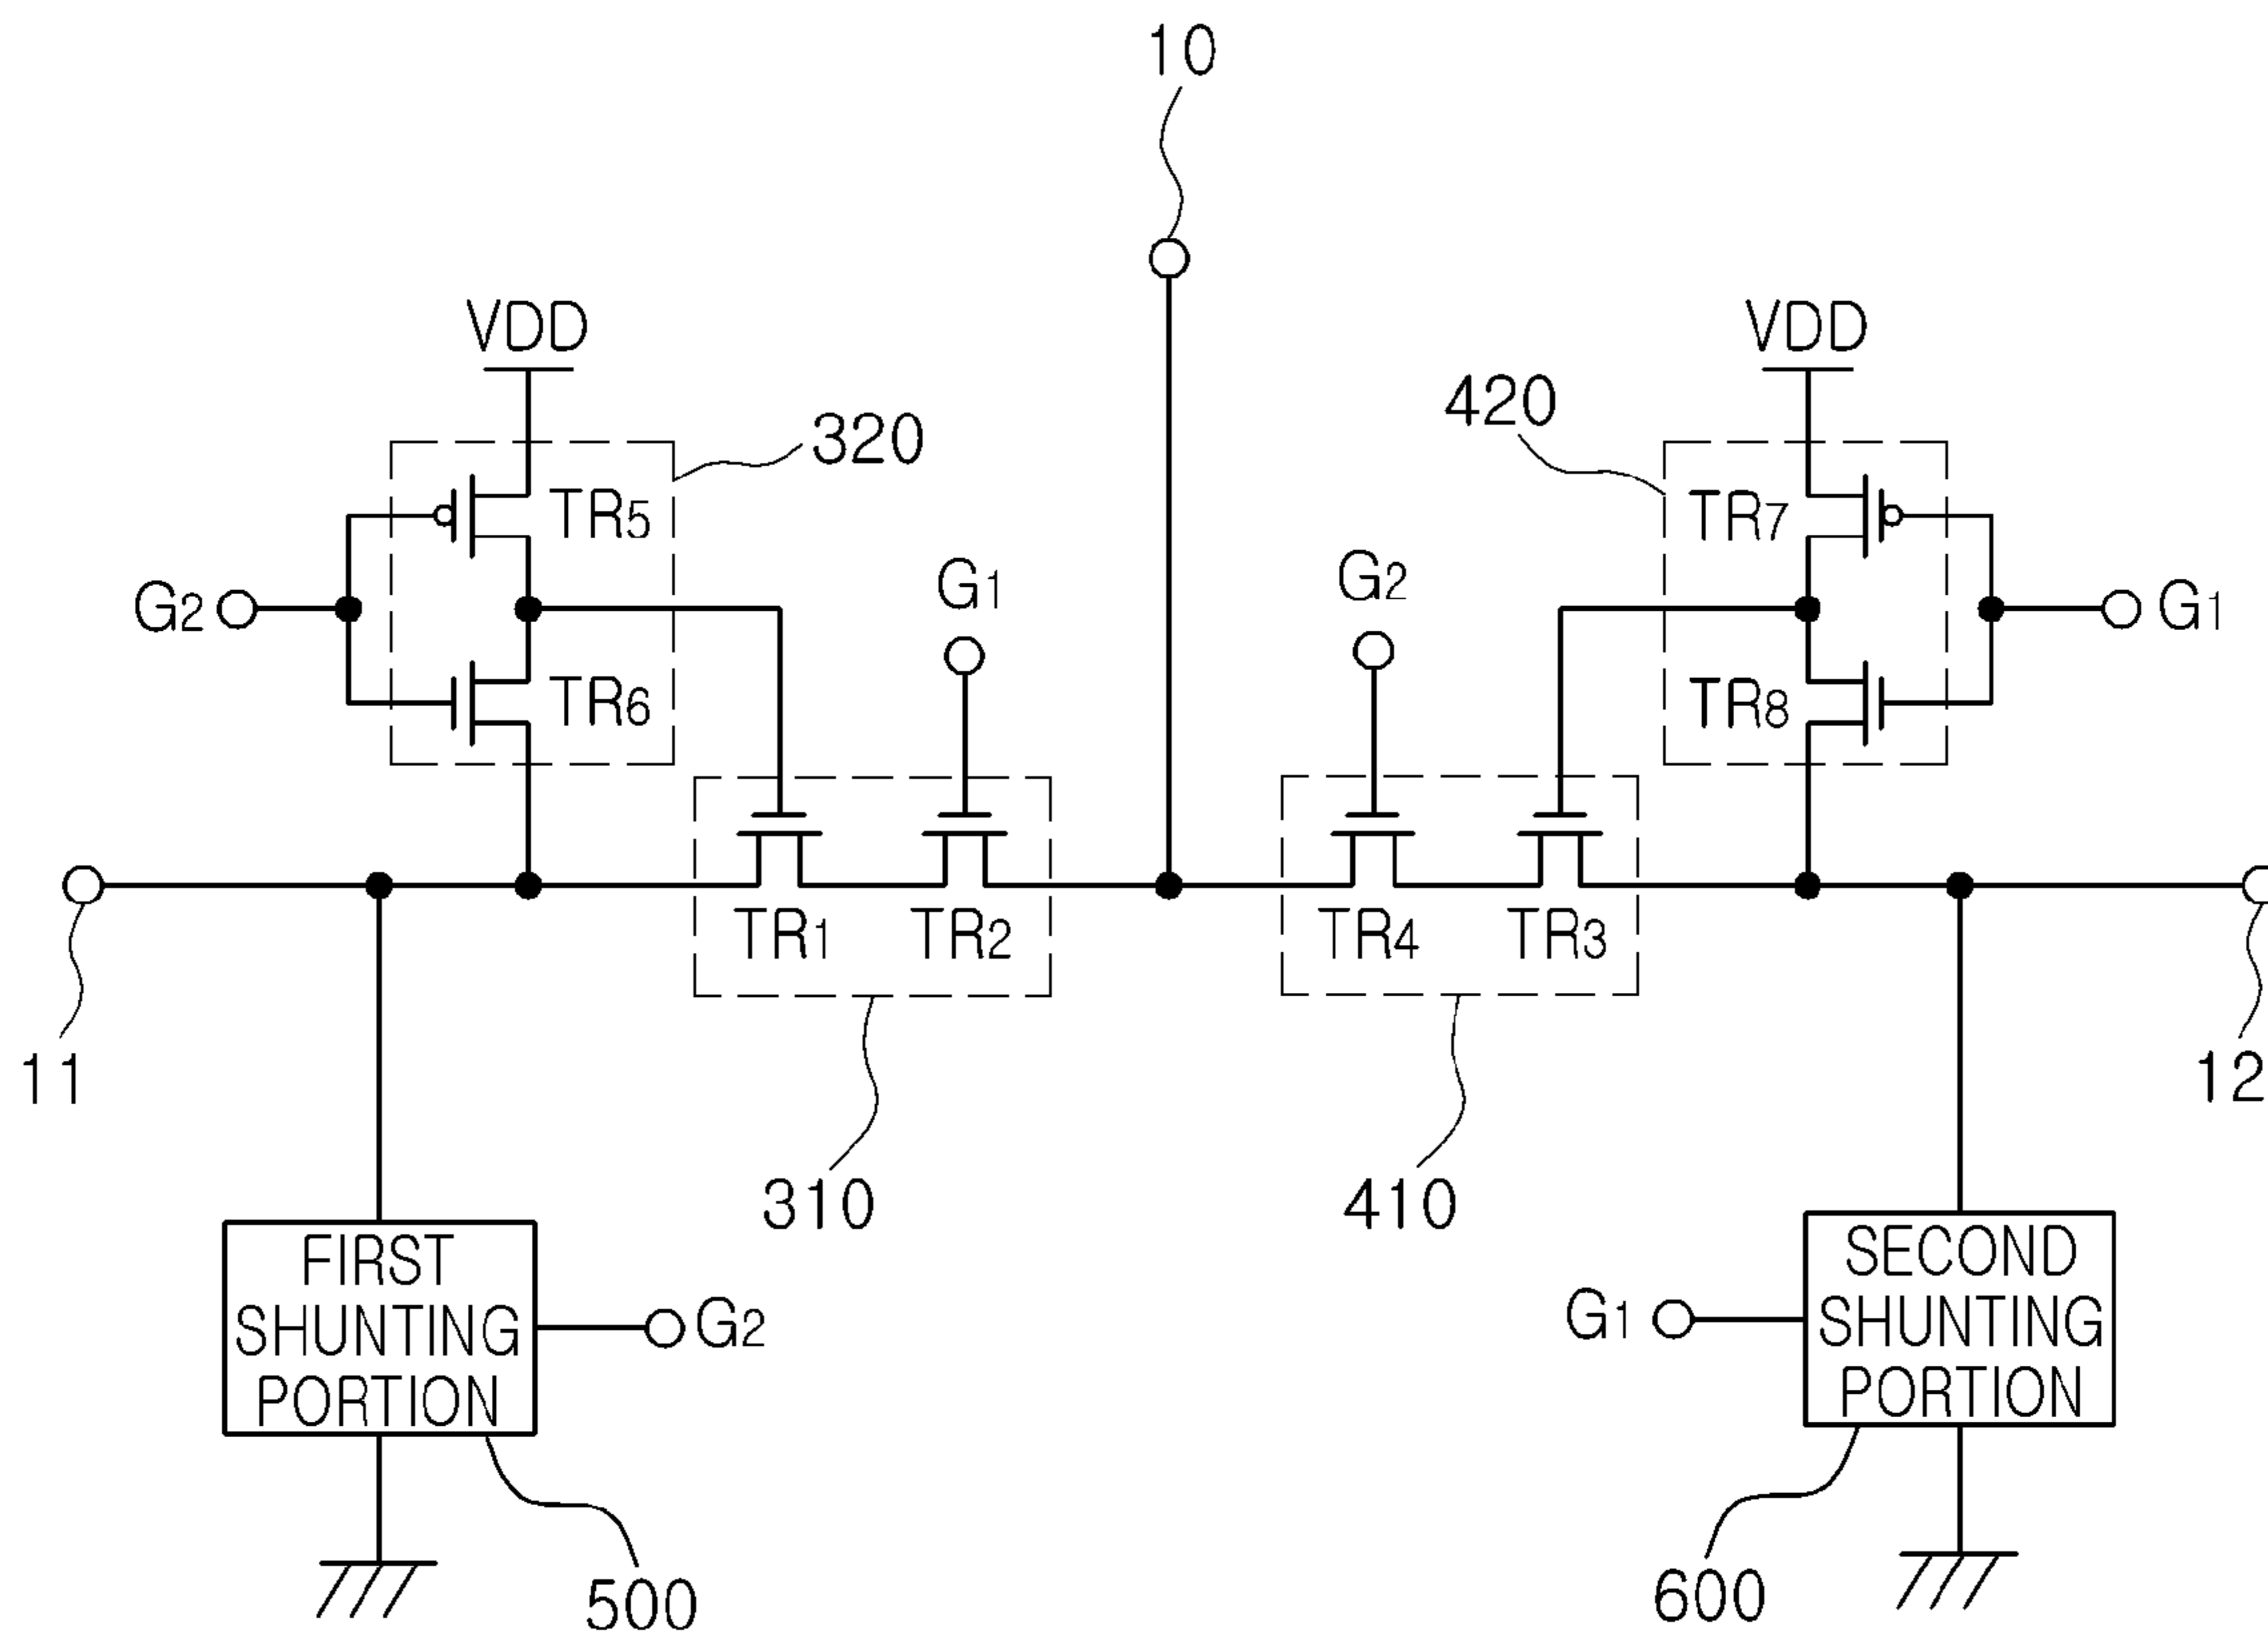 10
VDD
VDD
420
320
TR5
TR7
G1
G2
G2
G1
TR6
TR8
TR1
TR2
TR4
TR3
11
12
310
410
FIRST
SHUNTING
PORTION
G2
SECOND
SHUNTING
PORTION
G1
500
600